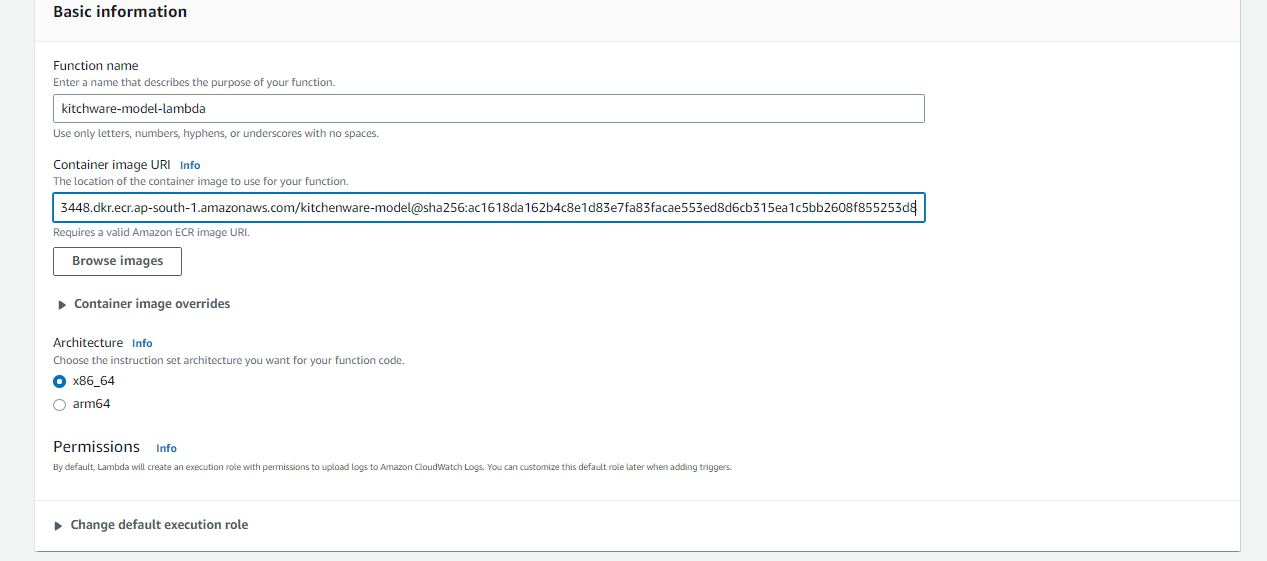 Basic information
Function name
Enter a name that describes the purpose of your function.
kitchware-model-lambda
Use only letters, numbers, hyphens, or underscores with no spaces.
Container image URI Info
The location of the container image to use for your function.
3448.dkr.ecr.ap-south-1.amazonaws.com/kitchenware-model@sha256:ac1618da162b4c8e1d83e7fa83facae553ed8d6cb315ea1c5bb2608f855253d8
Requires a valid Amazon ECR image URI.
Browse images
Container image overrides
Architecture Info
Choose the instruction set architecture you want for your function code.
x86_64
arm64
Permissions Info
By default, Lambda will create an execution role with permissions to upload logs to Amazon CloudWatch Logs. You can customize this default role later when adding triggers.
Change default execution role